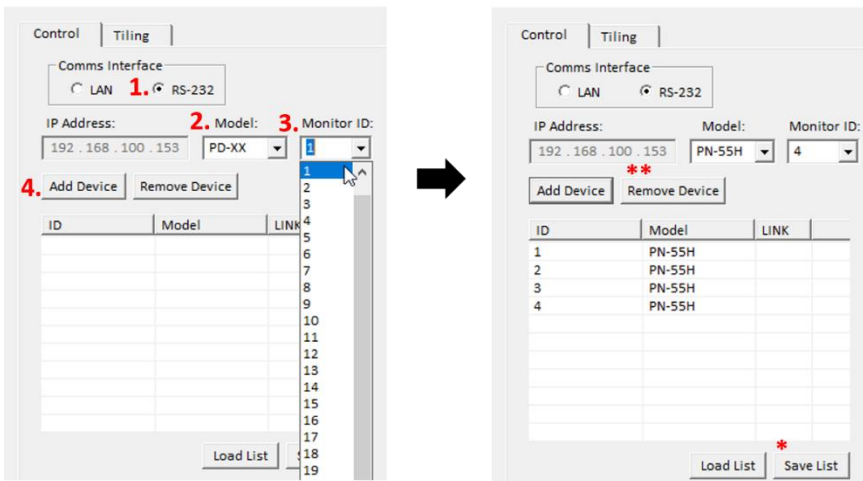 Control Tiling
Comms Interface
LAN 1. RS-232
IP Address: 2. Model: 3. Monitor ID:
192 . 168 . 100 . 153 PD-XX 1
4. Add Device Remove Device
ID Model LINK
1
2
3
4
5
6
7
8
9
10
11
12
13
14
15
16
17
18
19
Load List
Control Tiling
Comms Interface
LAN RS-232
IP Address: Model: Monitor ID:
192 . 168 . 100 . 153 PN-55H 4
**
Add Device Remove Device
ID Model LINK
1 PN-55H
2 PN-55H
3 PN-55H
4 PN-55H
*
Load List Save List